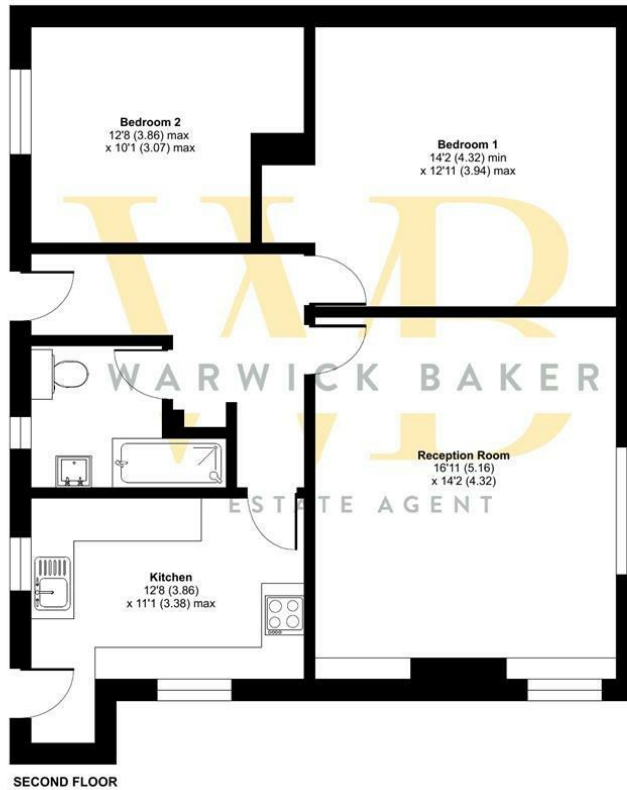 Bedroom 2
12'8 (3.86) max
x 10'1 (3.07) max
Bedroom 1
14'2 (4.32) min
x 12'11 (3.94) max
WB
WARWICK BAKER
ESTATE AGENT
Reception Room
16'11 (5.16)
x 14'2 (4.32)
Kitchen
12'8 (3.86)
x 11'1 (3.38) max
SECOND FLOOR